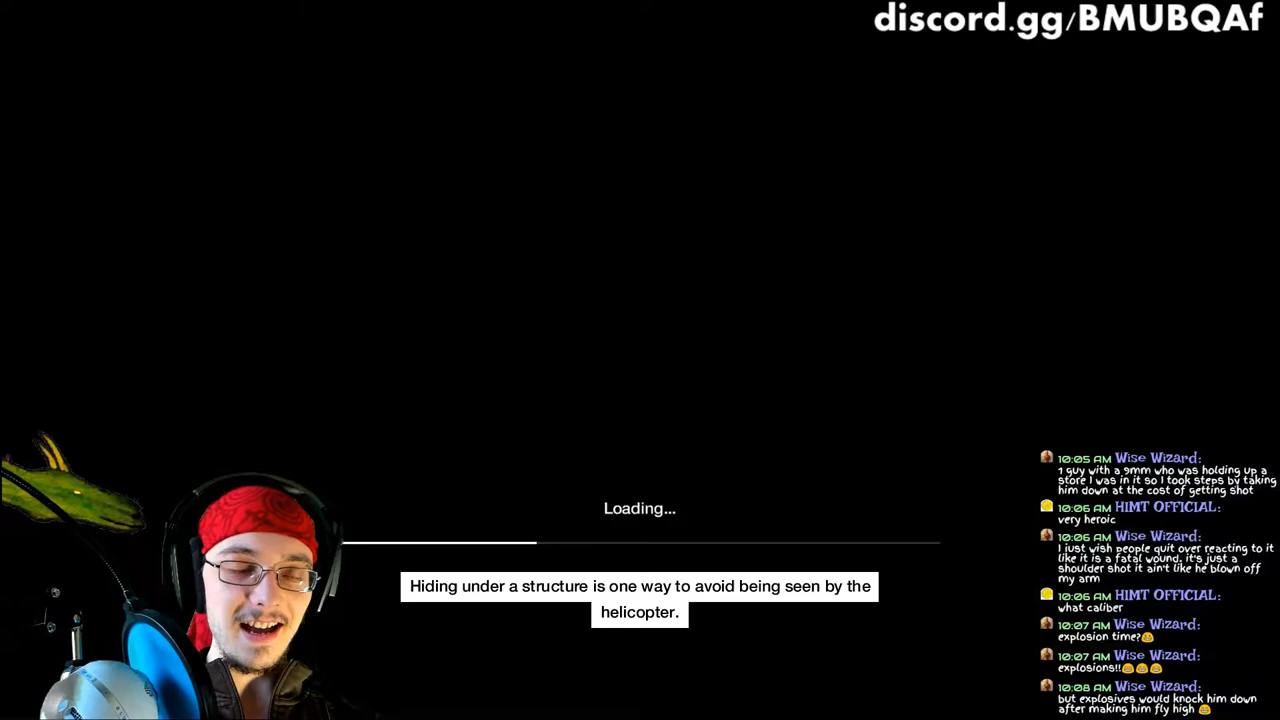 discord.gg/BMUBQAf
Loading...
Hiding under a structure is one way to avoid being seen by the
helicopter.
10:05 AM Wise Wizard:
1 guy with a 9mm who was holding up a
store I was in it so I took steps by taking
him down at the cost of getting shot
10:06 AM HIMT OFFICIAL:
very heroic
10:06 AM Wise Wizard:
I just wish people quit over reacting to it
like it is a fatal wound, it's just a
shoulder shot it ain't like he blown off
my arm
10:06 AM HIMT OFFICIAL:
what caliber
10:07 AM Wise Wizard:
explosion time?
10:07 AM Wise Wizard:
explosions!!
10:08 AM Wise Wizard:
but explosives would knock him down
after making him fly high